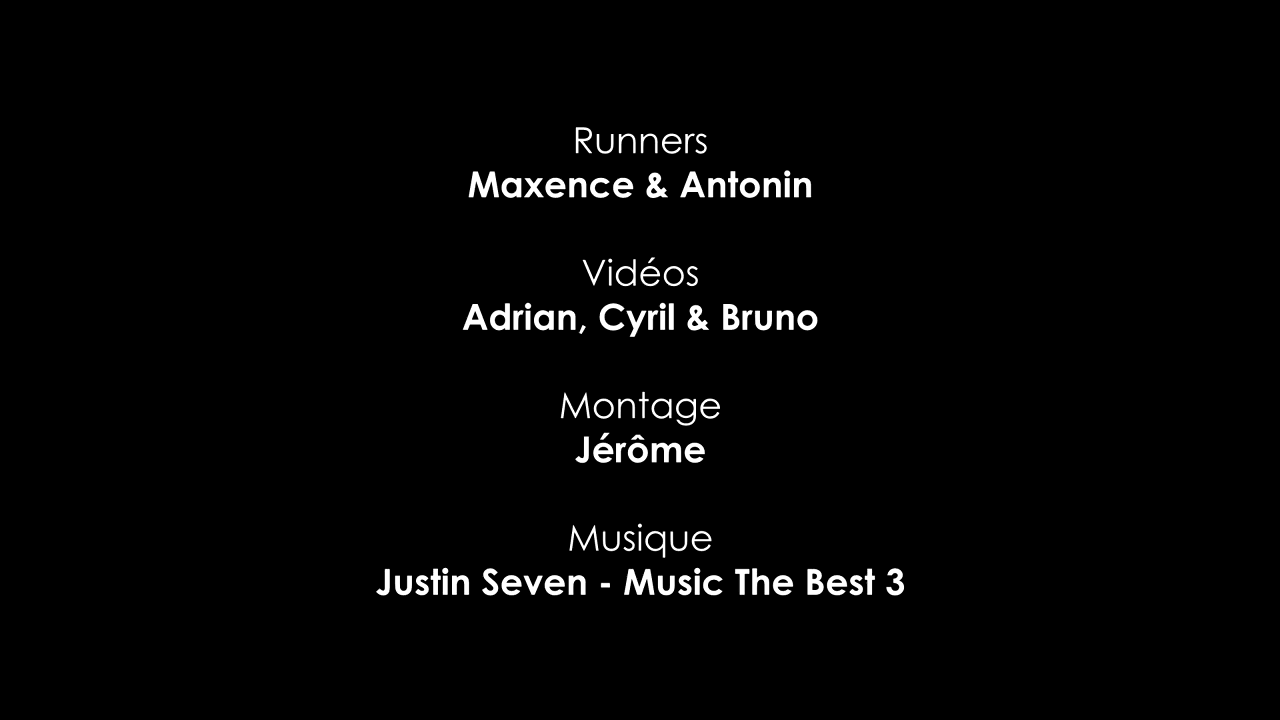 Runners
Maxence & Antonin
Vidéos
Adrian, Cyril & Bruno
Montage
Jérôme
Musique
Justin Seven - Music The Best 3